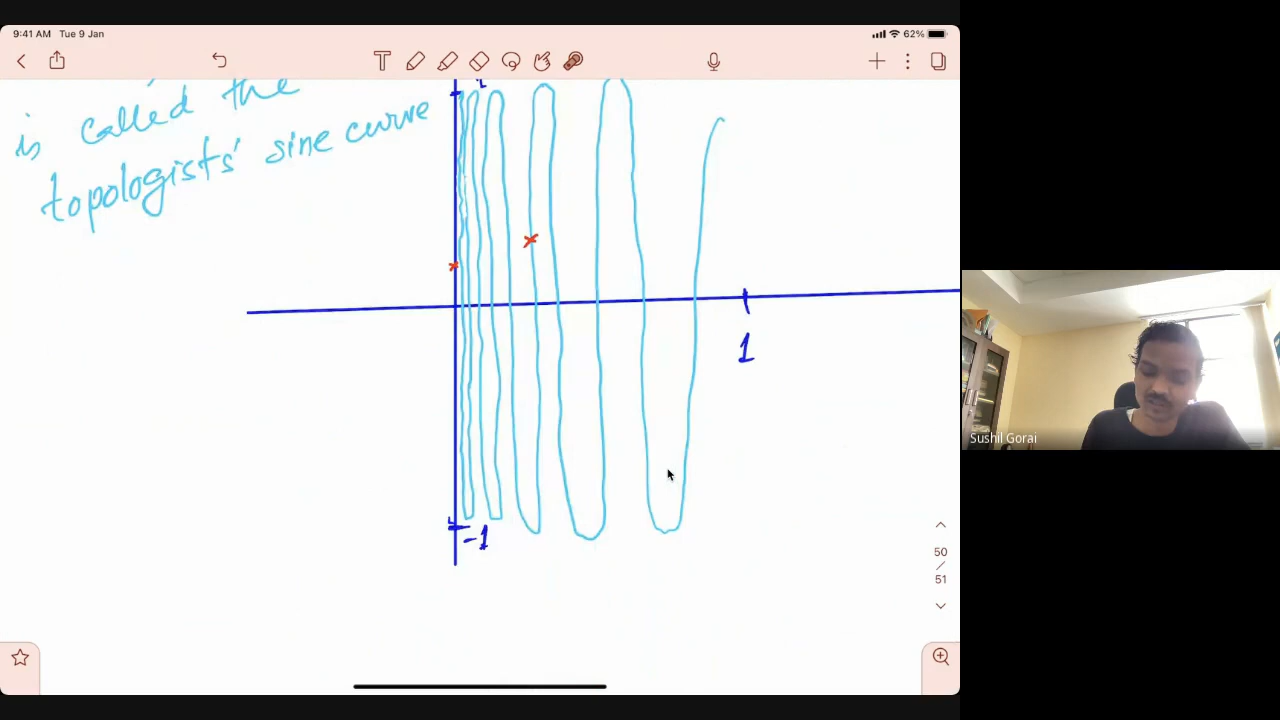 9:41 AM Tue 9 Jan
62%
T
is called the
topologists' sine curve
1
-1
50
/
51
Sushil Gorai